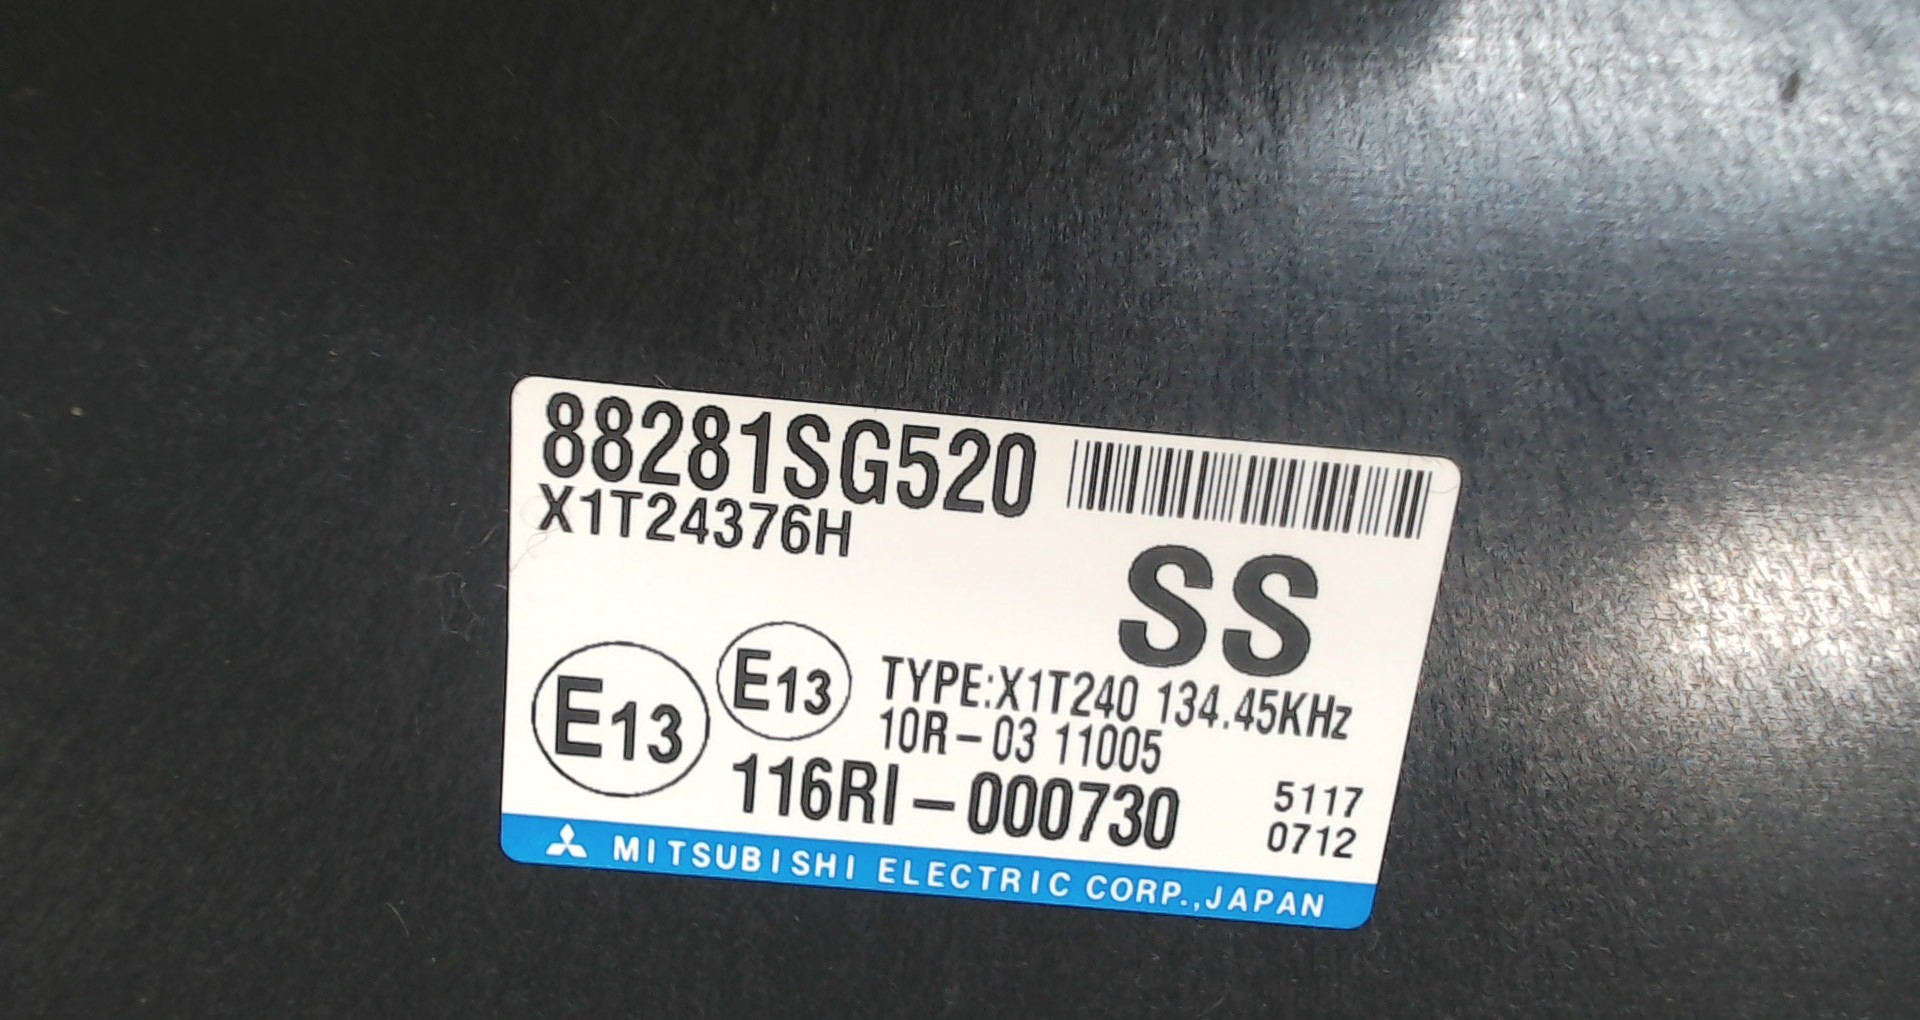 88281SG520
X1T24376H
SS
E13
E13
TYPE:X1T240 134.45KHz
10R-03 11005
116RI-000730
5117
0712
MITSUBISHI ELECTRIC CORP.,JAPAN